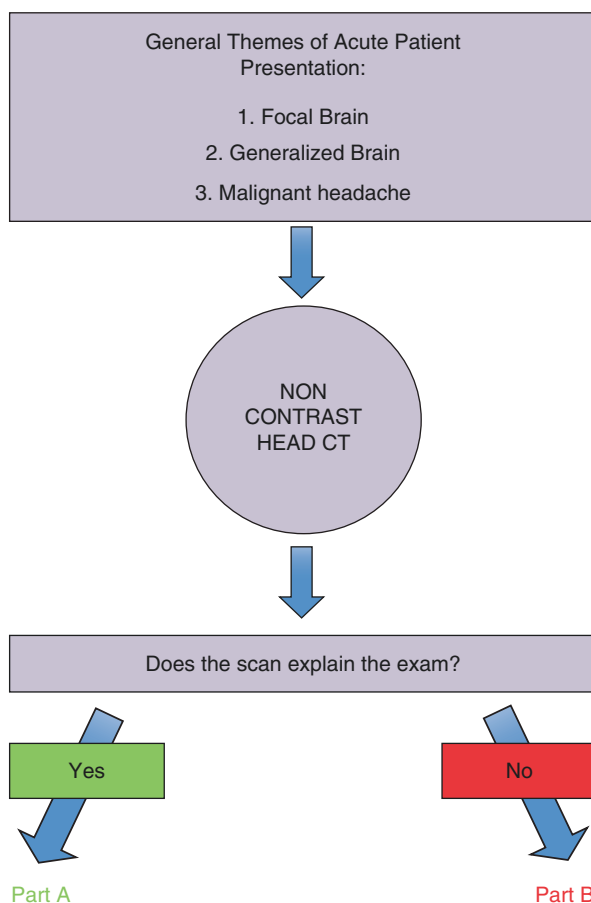 General Themes of Acute Patient
Presentation:
1. Focal Brain
2. Generalized Brain
3. Malignant headache
NON
CONTRAST
HEAD CT
Does the scan explain the exam?
Yes
No
Part A
Part B